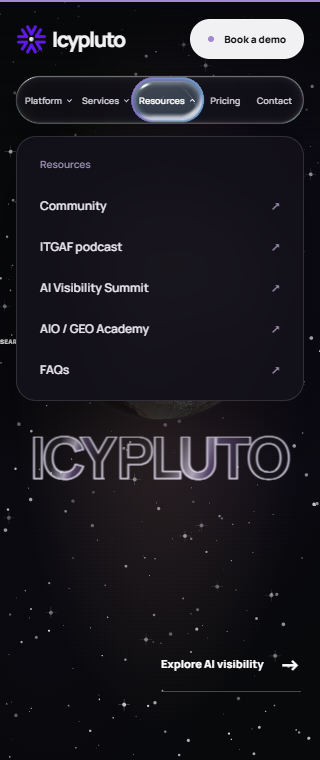 Icypluto
Book a demo
Platform Services Resources Pricing Contact
Resources
Community
ITGAF podcast
AI Visibility Summit
AIO / GEO Academy
FAQs
ICYPLUTO
Explore AI visibility